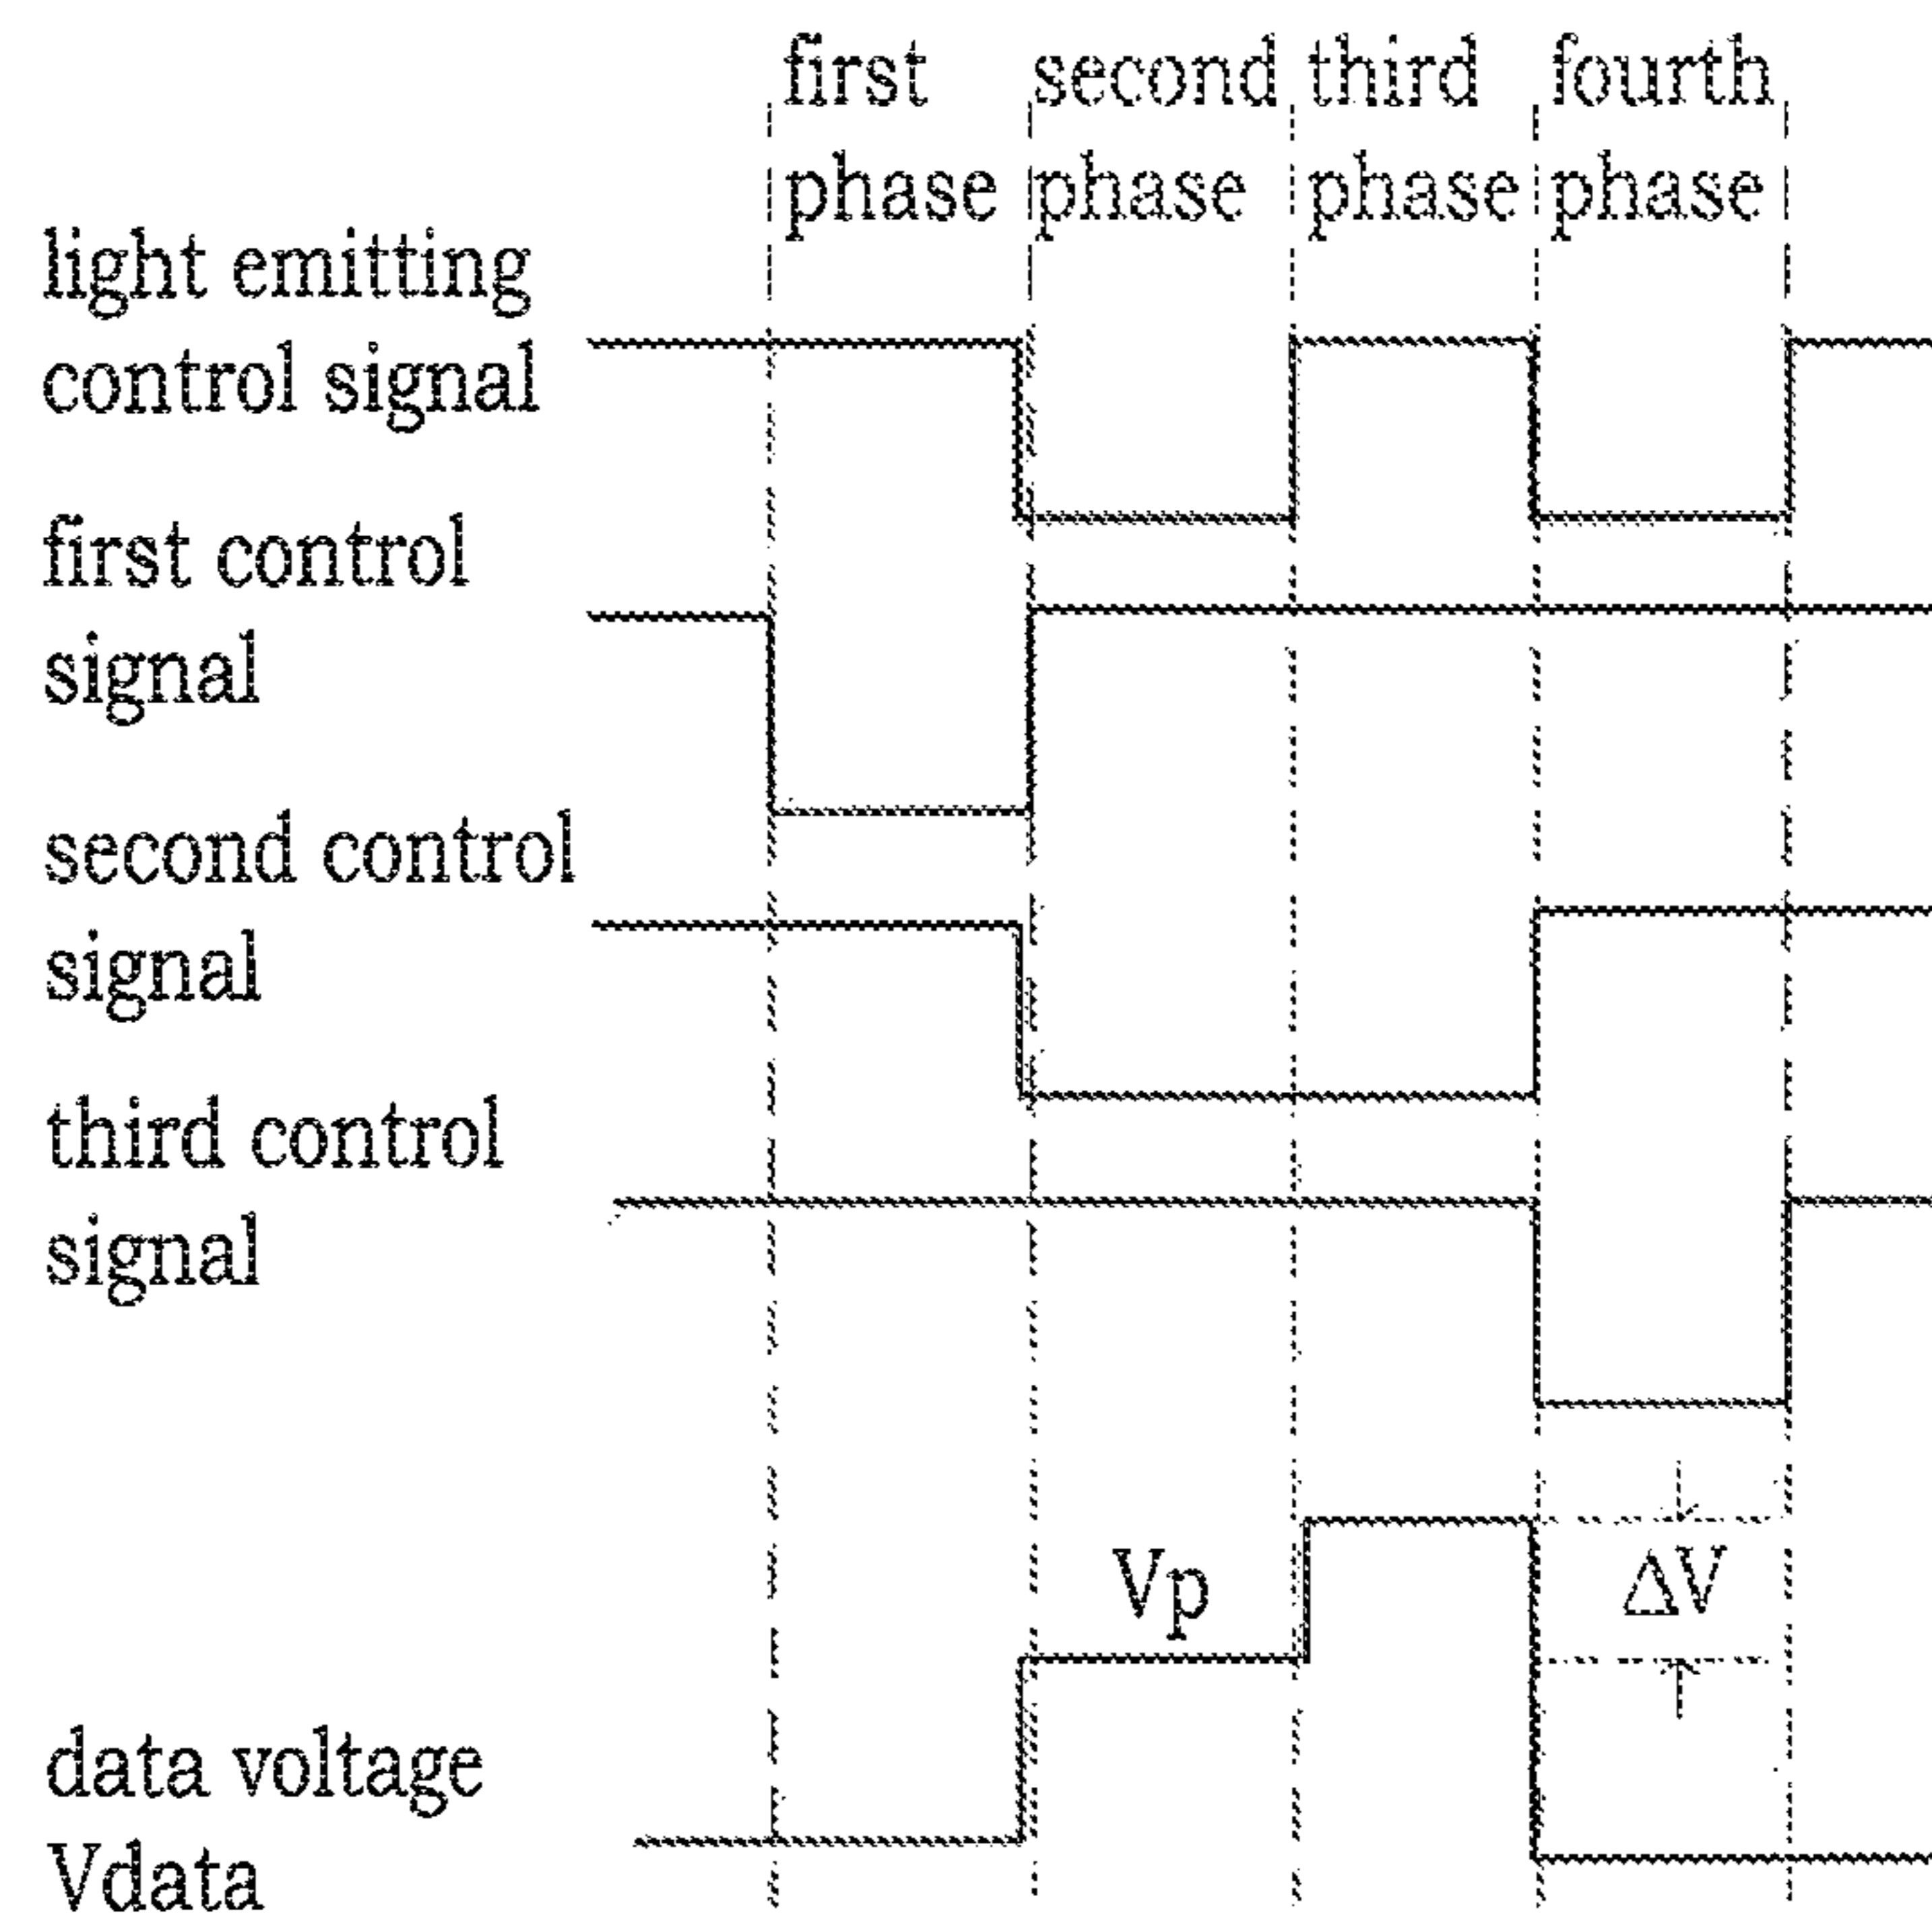 first second third fourth
phase phase phase phase
light emitting
control signal
first control
signal
second control
signal
third control
signal
Vp ΔV
data voltage
Vdata